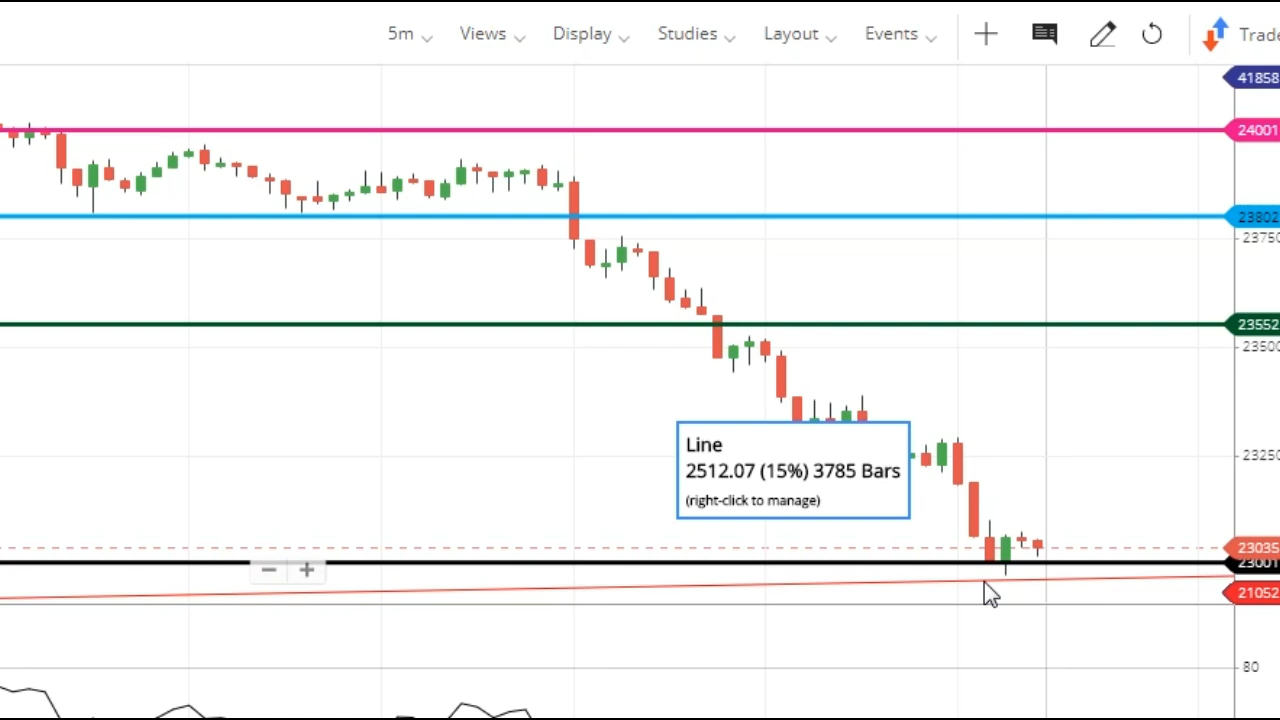 5m Views Display Studies Layout Events Trade
41858
24001
23802
23750
23552
23500
Line
2512.07 (15%) 3785 Bars
(right-click to manage)
23250
23035
23001
21052
80